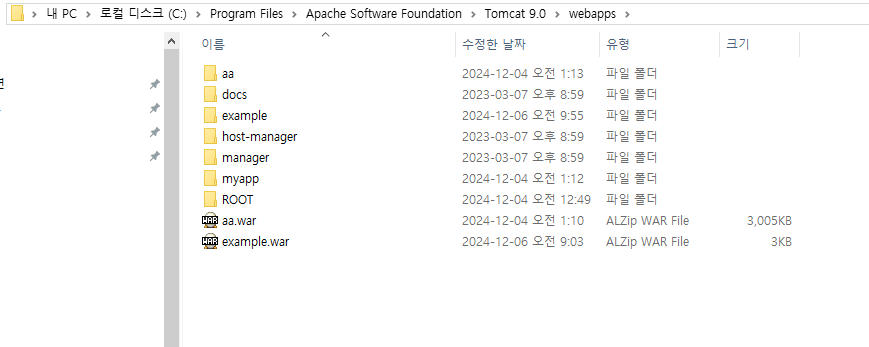 내 PC > 로컬 디스크 (C:) > Program Files > Apache Software Foundation > Tomcat 9.0 > webapps >
이름 수정한 날짜 유형 크기
aa 2024-12-04 오전 1:13 파일 폴더
docs 2023-03-07 오후 8:59 파일 폴더
example 2024-12-06 오전 9:55 파일 폴더
host-manager 2023-03-07 오후 8:59 파일 폴더
manager 2023-03-07 오후 8:59 파일 폴더
myapp 2024-12-04 오전 1:12 파일 폴더
ROOT 2024-12-04 오전 12:49 파일 폴더
aa.war 2024-12-04 오전 1:10 ALZip WAR File 3,005KB
example.war 2024-12-06 오전 9:03 ALZip WAR File 3KB